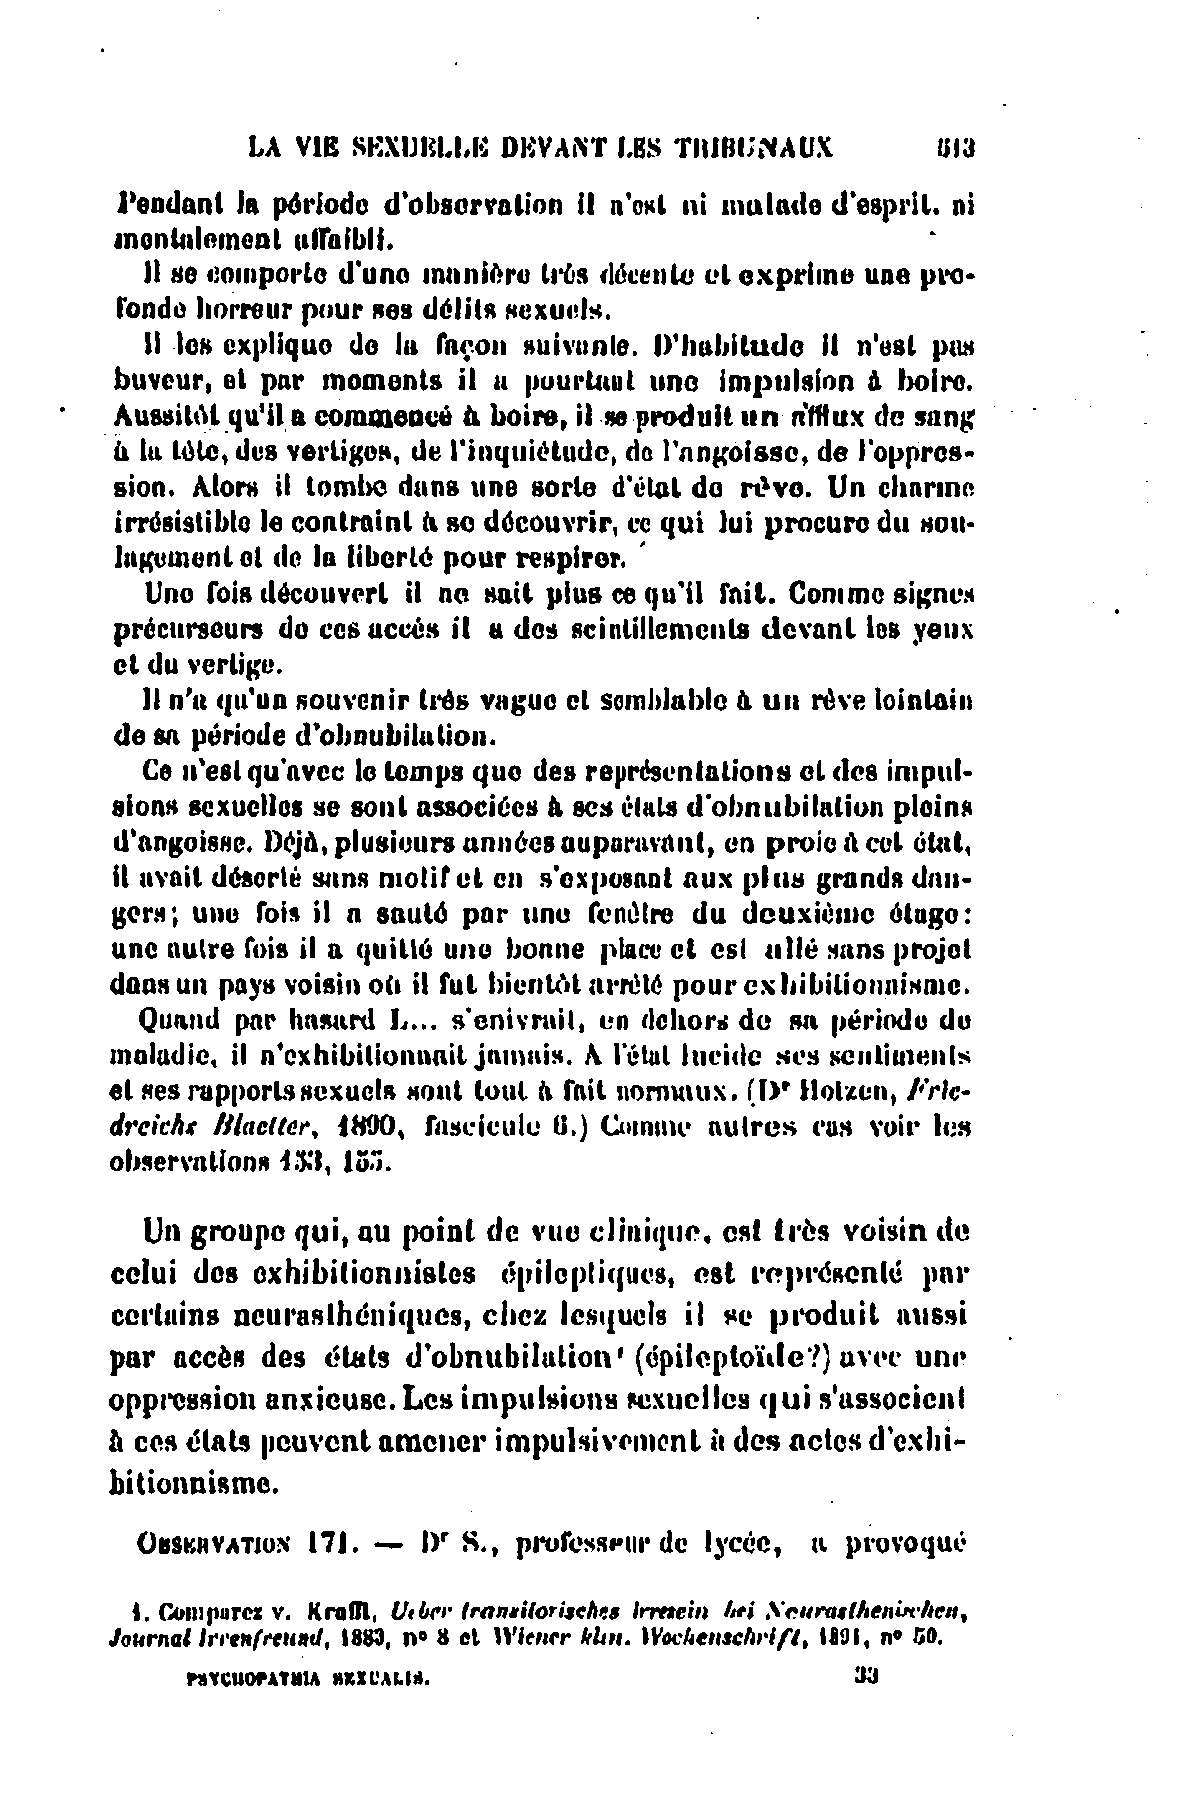 LA VIE SEXUELLE DEVANT LES TRIBUNAUX 513
Pendant la période d'observation il n'est ni malade d'esprit, ni
mentalement affaibli.
Il se comporte d'une manière très décente et exprime une pro-
fonde horreur pour ses délits sexuels.
Il les explique de la façon suivante. D'habitude il n'est pas
buveur, et par moments il a pourtant une impulsion à boire.
Aussitôt qu'il a commencé à boire, il se produit un afflux de sang
à la tête, des vertiges, de l'inquiétude, de l'angoisse, de l'oppres-
sion. Alors il tombe dans une sorte d'état de rêve. Un charme
irrésistible le contraint à se découvrir, ce qui lui procure du sou-
lagement et de la liberté pour respirer.
Une fois découvert il ne sait plus ce qu'il fait. Comme signes
précurseurs de ces accès il a des scintillements devant les yeux
et du vertige.
Il n'a qu'un souvenir très vague et semblable à un rêve lointain
de sa période d'obnubilation.
Ce n'est qu'avec le temps que des représentations et des impul-
sions sexuelles se sont associées à ses états d'obnubilation pleins
d'angoisse. Déjà, plusieurs années auparavant, en proie à cet état,
il avait déserté sans motif et en s'exposant aux plus grands dan-
gers; une fois il a sauté par une fenêtre du deuxième étage:
une autre fois il a quitté une bonne place et est allé sans projet
dans un pays voisin où il fut bientôt arrêté pour exhibitionnisme.
Quand par hasard L... s'enivrait, en dehors de sa période de
maladie, il n'exhibitionnait jamais. A l'état lucide ses sentiments
et ses rapports sexuels sont tout à fait normaux. (Dr Hotzen, Frie-
dreichs Blaetter, 1890, fascicule 6.) Comme autres cas voir les
observations 153, 155.
Un groupe qui, au point de vue clinique, est très voisin de
celui des exhibitionnistes épileptiques, est représenté par
certains neurasthéniques, chez lesquels il se produit aussi
par accès des états d'obnubilation¹ (épileptoïde?) avec une
oppression anxieuse. Les impulsions sexuelles qui s'associent
à ces états peuvent amener impulsivement à des actes d'exhi-
bitionnisme.
OBSERVATION 171. — Dr S., professeur de lycée, a provoqué
1. Comparez v. Krafft, Ueber transitorisches Irresein bei Neurasthenischen,
Journal Irrenfreund, 1883, n° 8 et Wiener klin. Wochenschrift, 1891, n° 50.
PSYCHOPATHIA SEXUALIS. 33